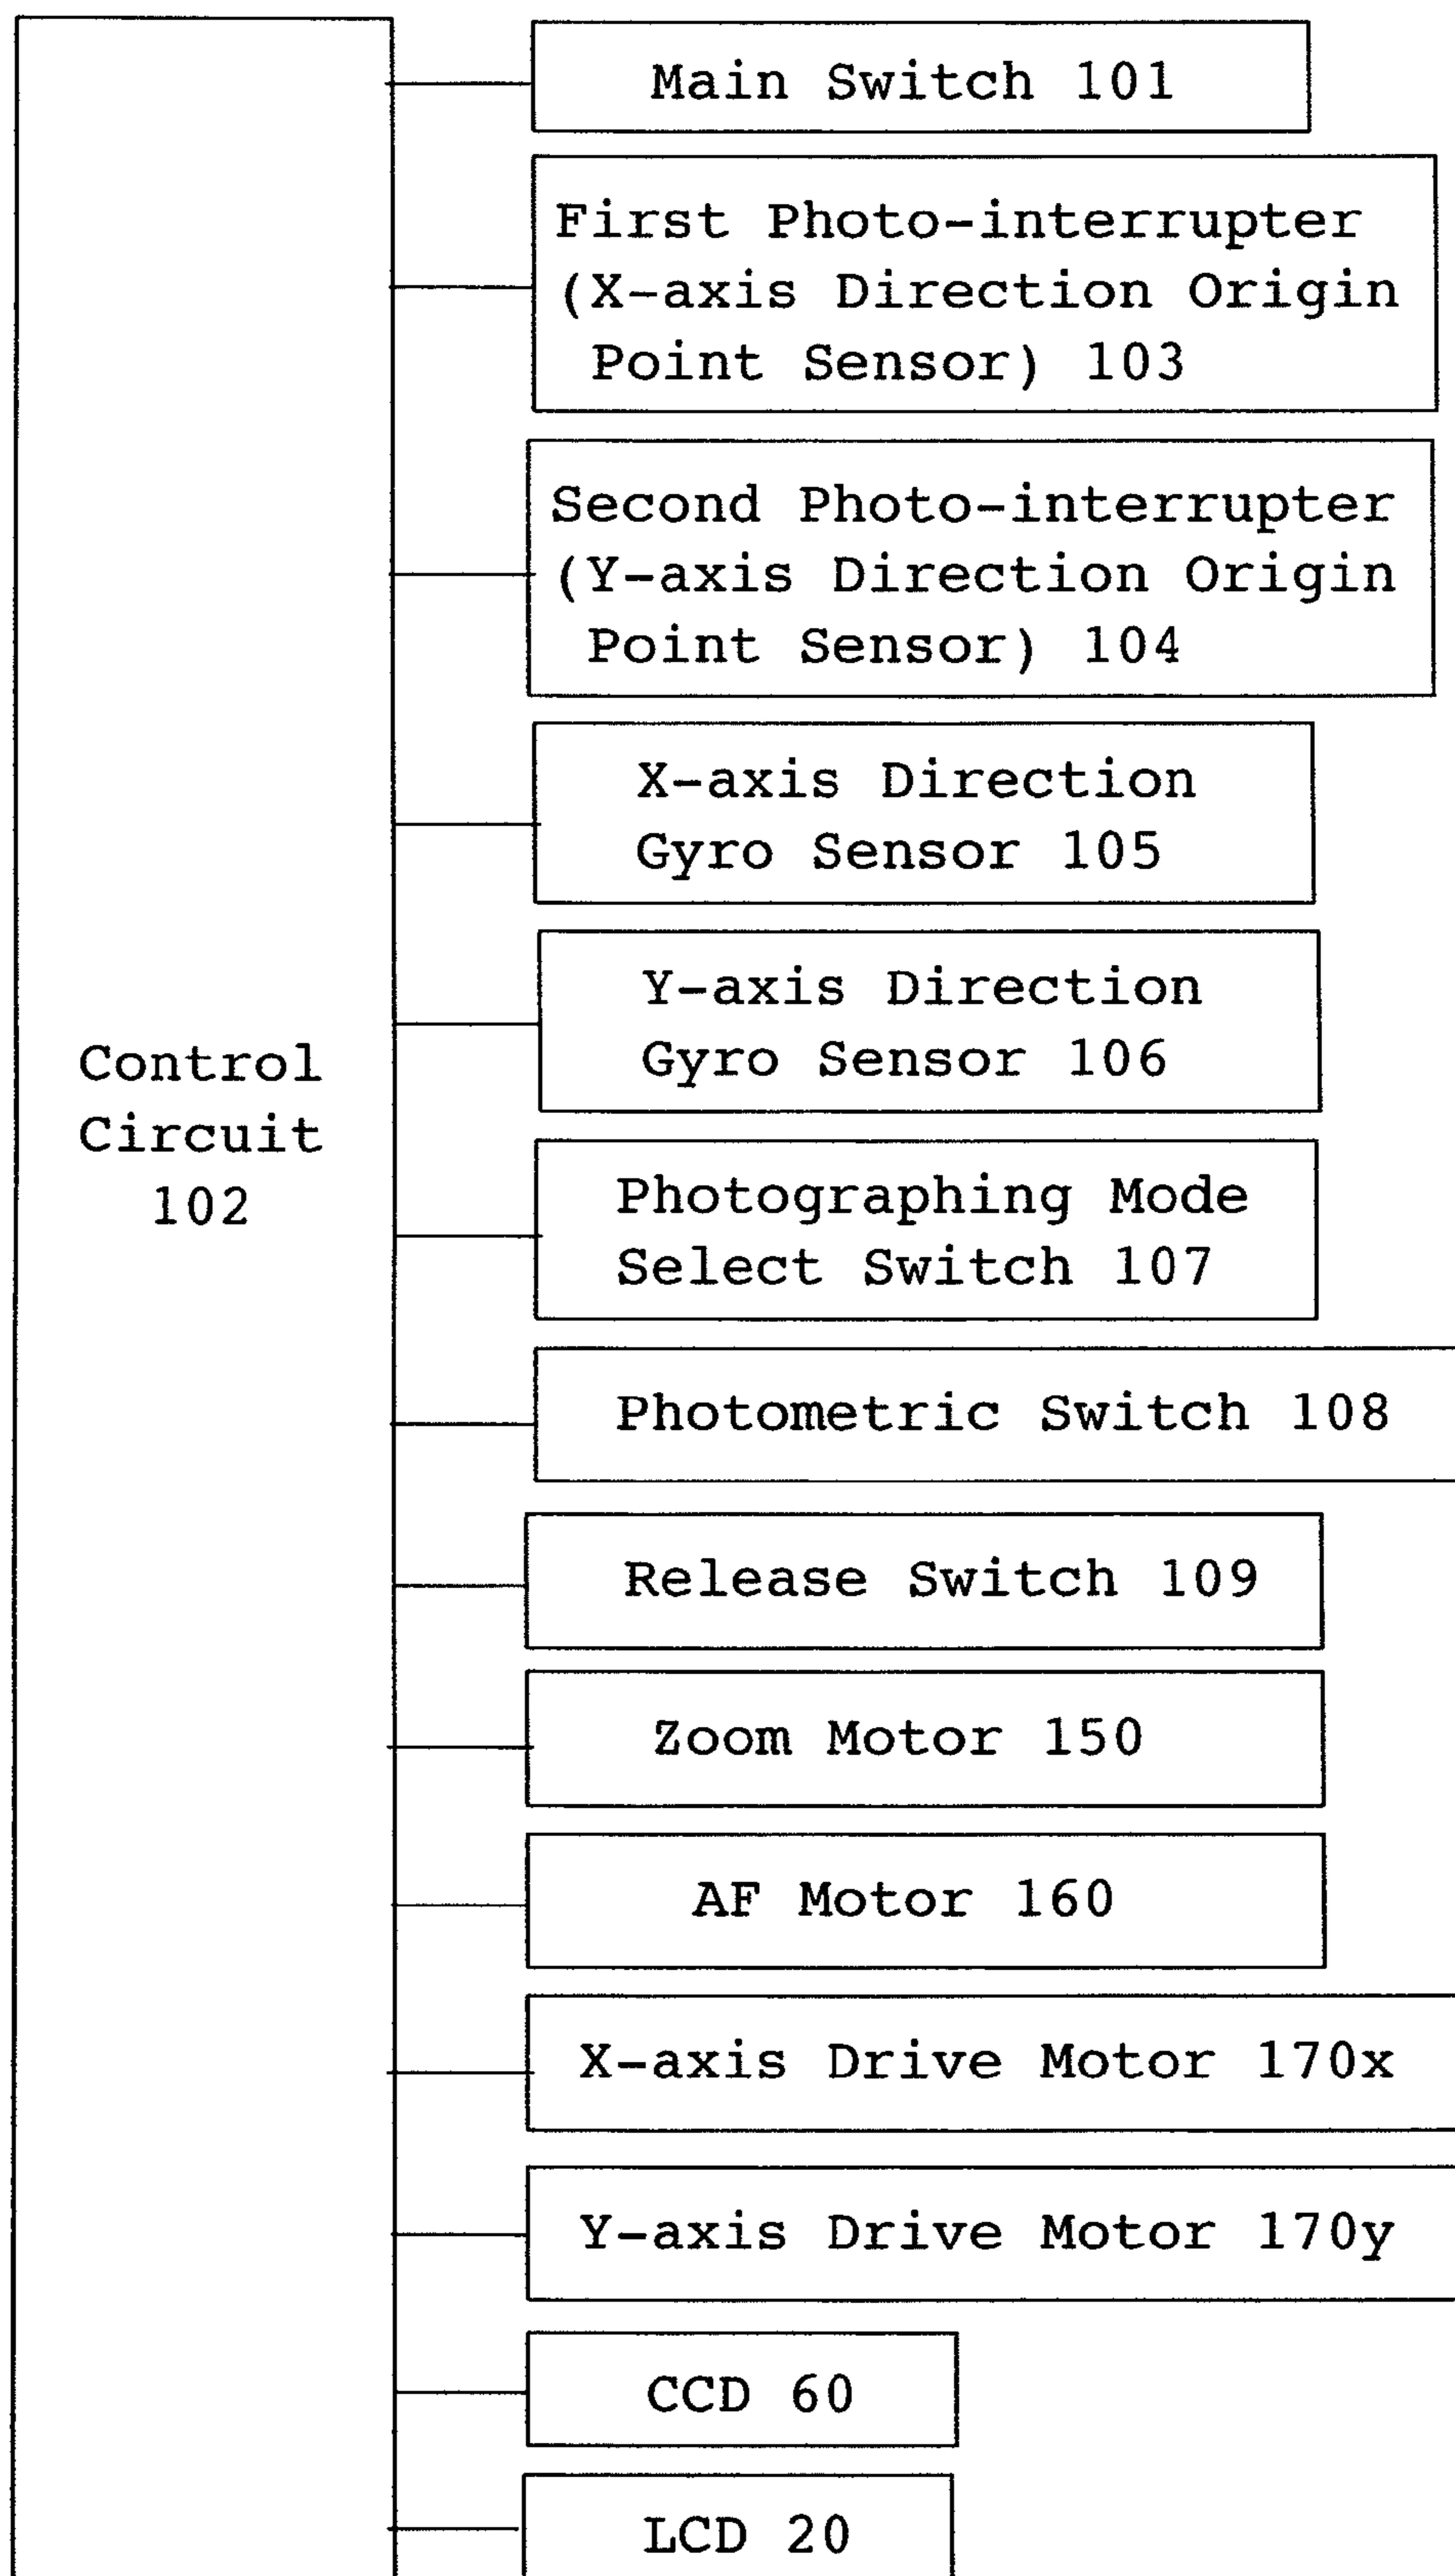 Main Switch 101
First Photo-interrupter
(X-axis Direction Origin
Point Sensor) 103
Second Photo-interrupter
(Y-axis Direction Origin
Point Sensor) 104
X-axis Direction
Gyro Sensor 105
Y-axis Direction
Gyro Sensor 106
Control
Circuit
102
Photographing Mode
Select Switch 107
Photometric Switch 108
Release Switch 109
Zoom Motor 150
AF Motor 160
X-axis Drive Motor 170x
Y-axis Drive Motor 170y
CCD 60
LCD 20